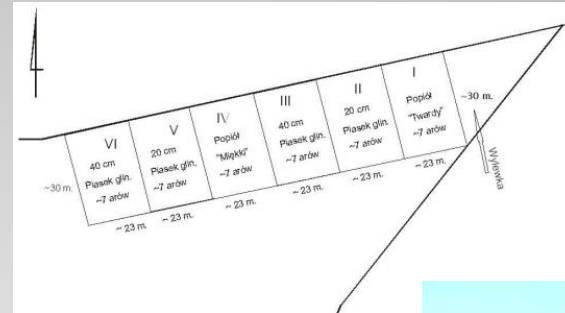 I
Popiół
"Twardy"
~7 arów
II
20 cm
Piasek glin.
~7 arów
III
40 cm
Piasek glin.
~7 arów
IV
Popiół
"Miękki"
~7 arów
V
20 cm
Piasek glin.
~7 arów
VI
40 cm
Piasek glin.
~7 arów
~30 m.
~30 m.
Wylewka
~ 23 m.
~ 23 m.
~ 23 m.
~ 23 m.
~ 23 m.